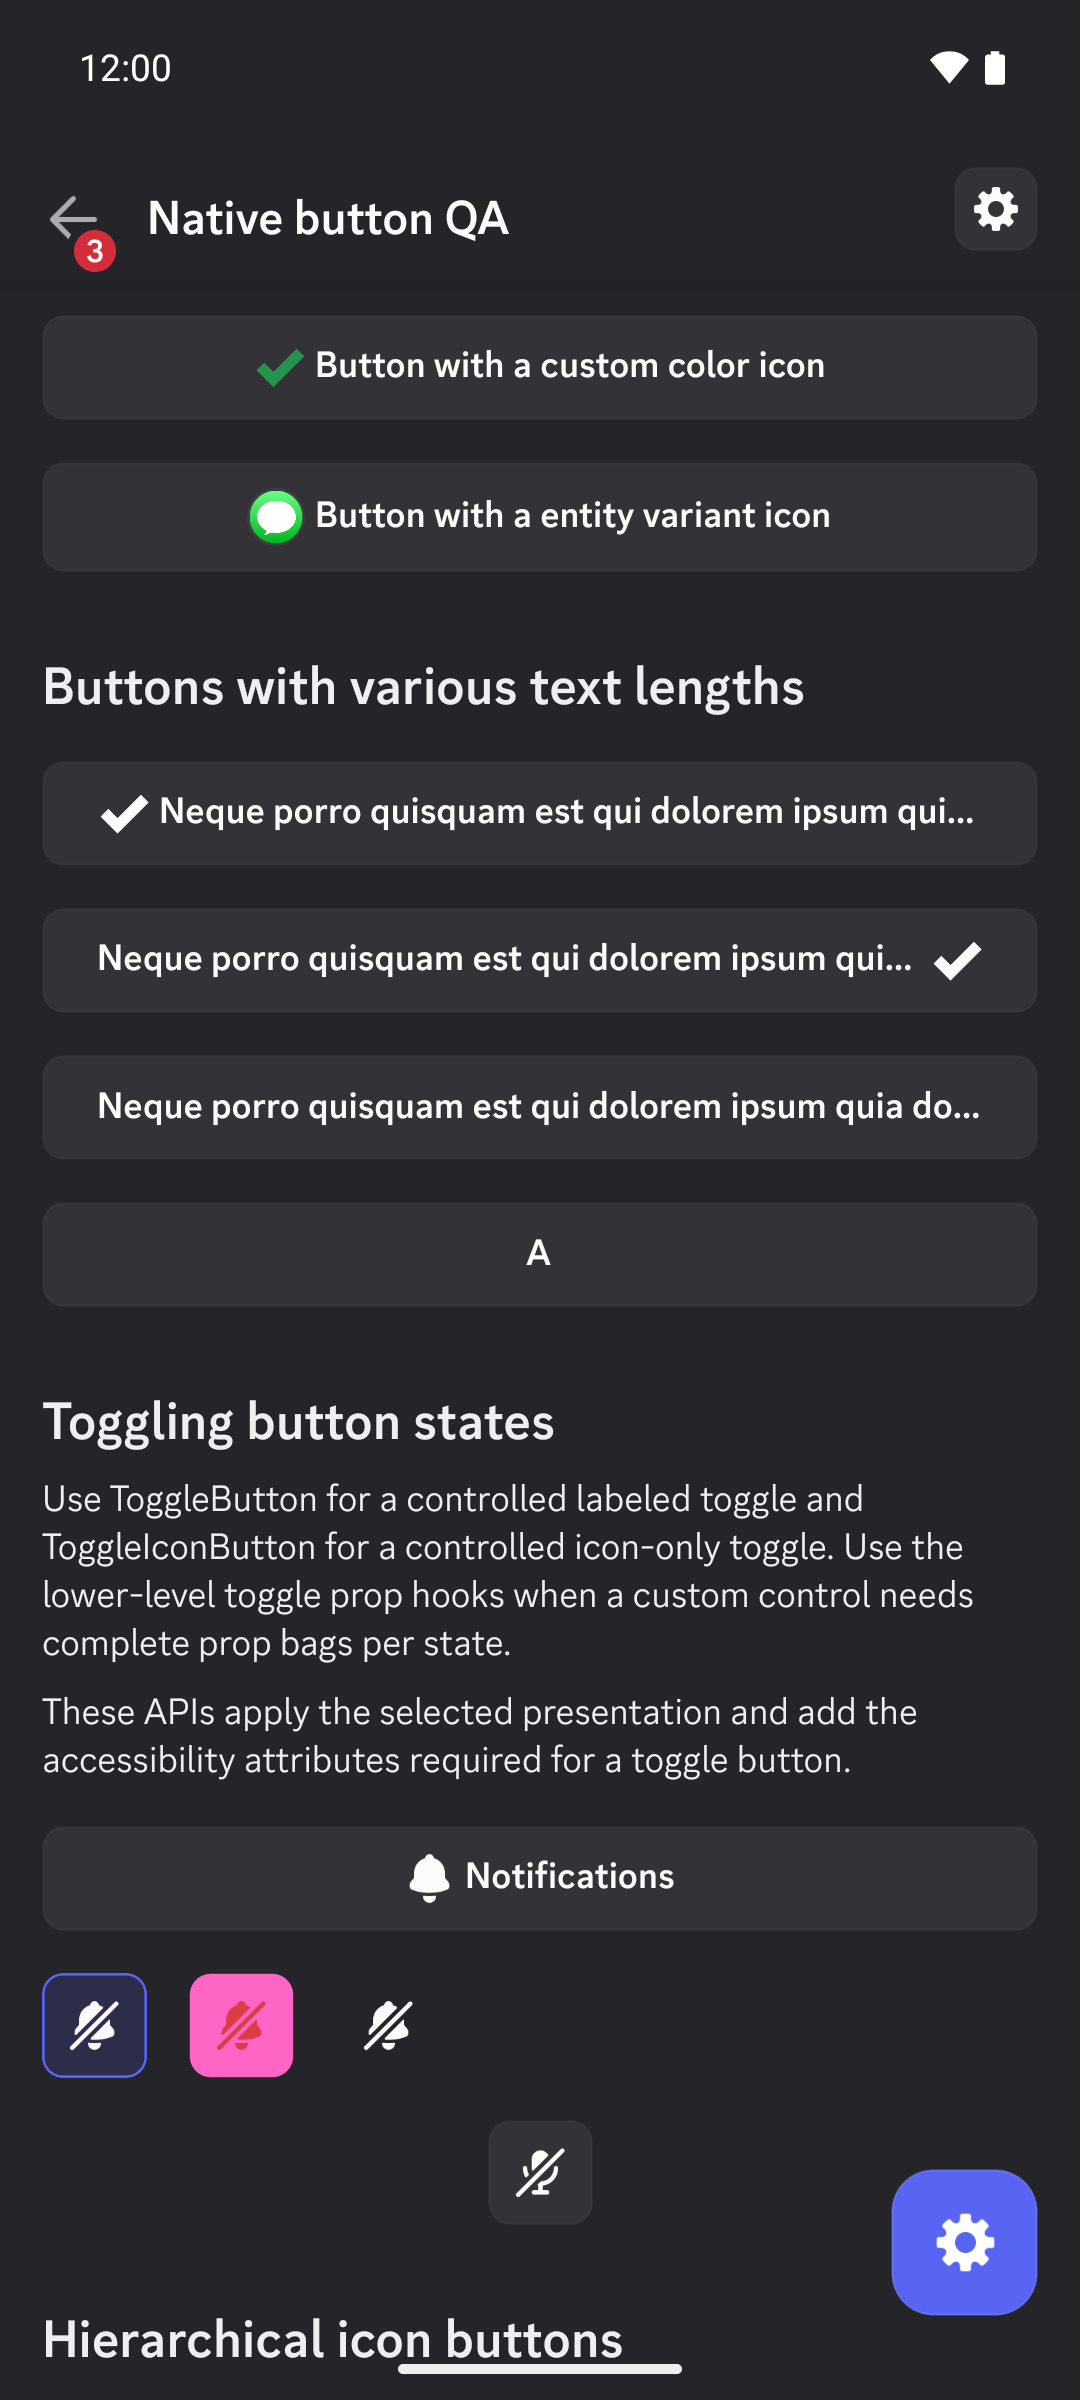 12:00
Native button QA
3
Button with a custom color icon
Button with a entity variant icon
Buttons with various text lengths
Neque porro quisquam est qui dolorem ipsum qui...
Neque porro quisquam est qui dolorem ipsum qui...
Neque porro quisquam est qui dolorem ipsum quia do...
A
Toggling button states
Use ToggleButton for a controlled labeled toggle and
ToggleIconButton for a controlled icon-only toggle. Use the
lower-level toggle prop hooks when a custom control needs
complete prop bags per state.
These APIs apply the selected presentation and add the
accessibility attributes required for a toggle button.
Notifications
Hierarchical icon buttons